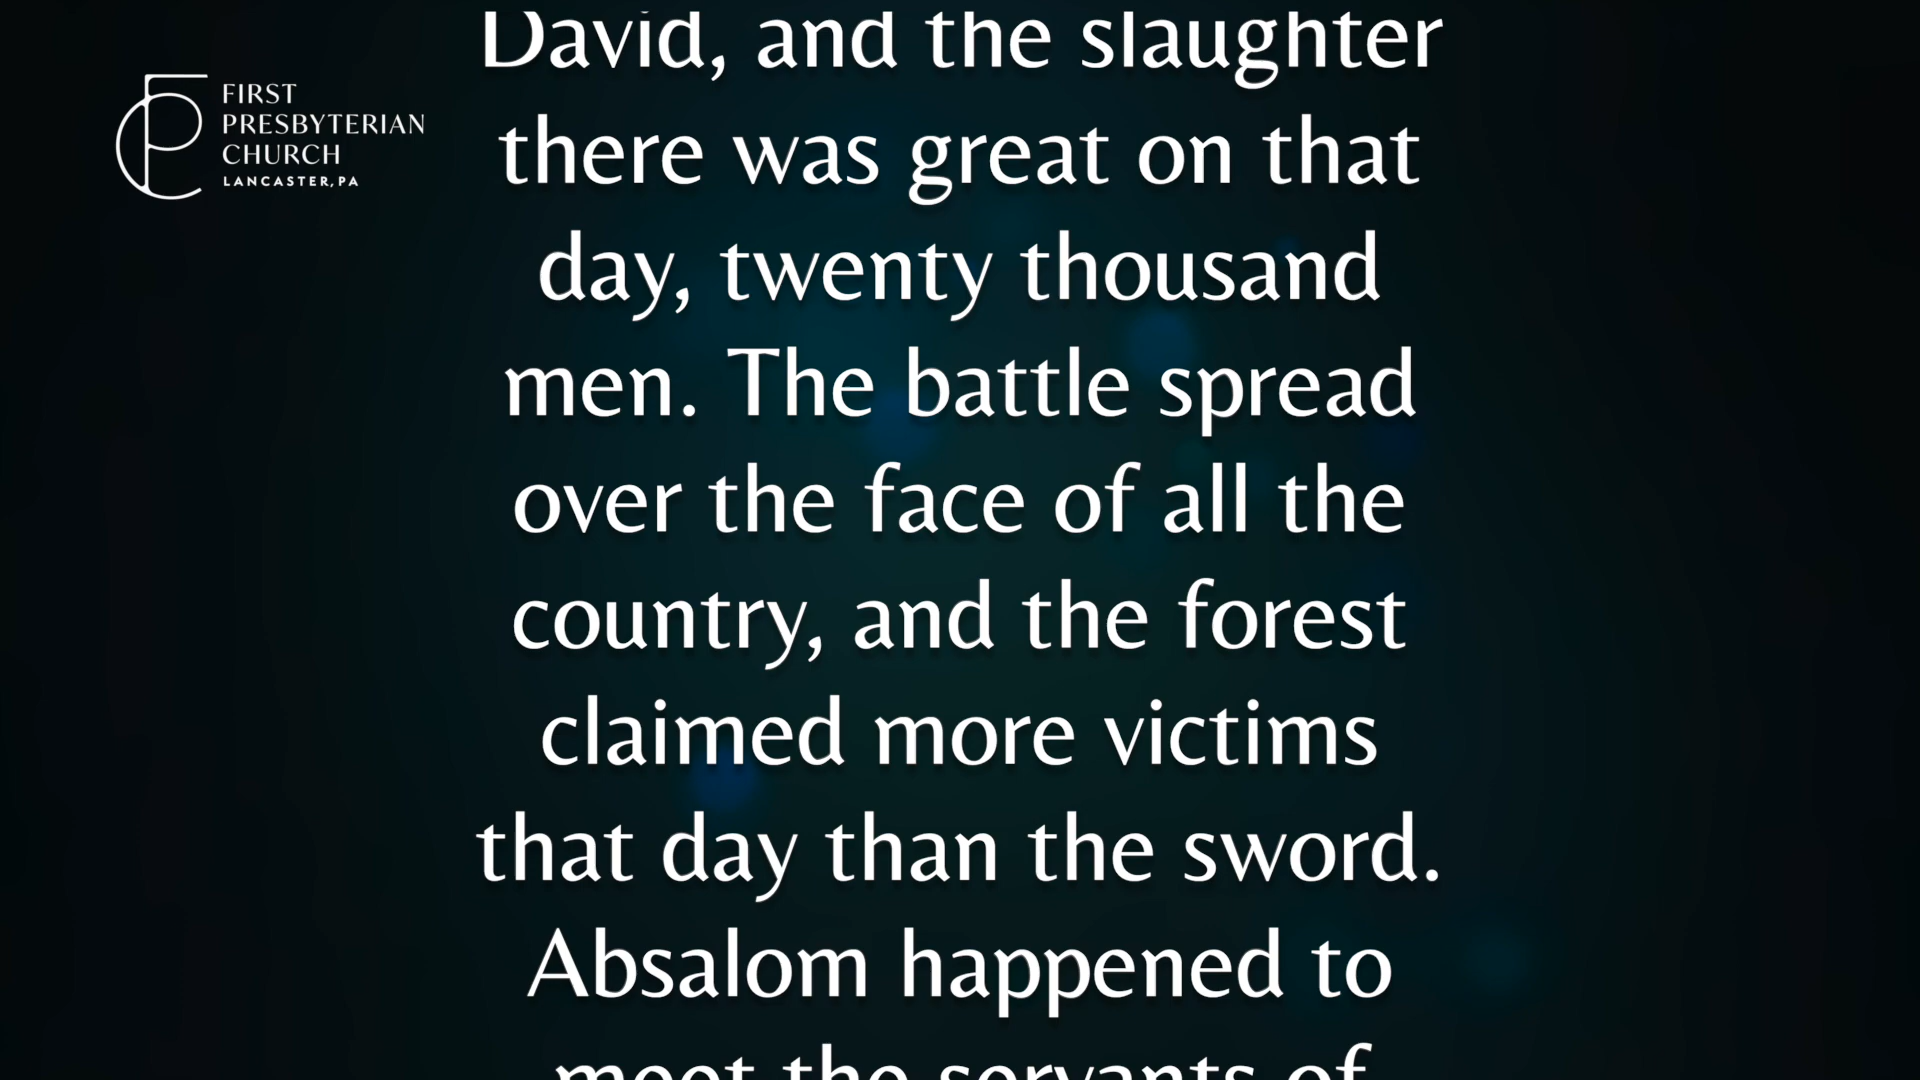 David, and the slaughter
FIRST
PRESBYTERIAN
CHURCH
LANCASTER, PA
there was great on that
day, twenty thousand
men. The battle spread
over the face of all the
country, and the forest
claimed more victims
that day than the sword.
Absalom happened to
meet the servants of